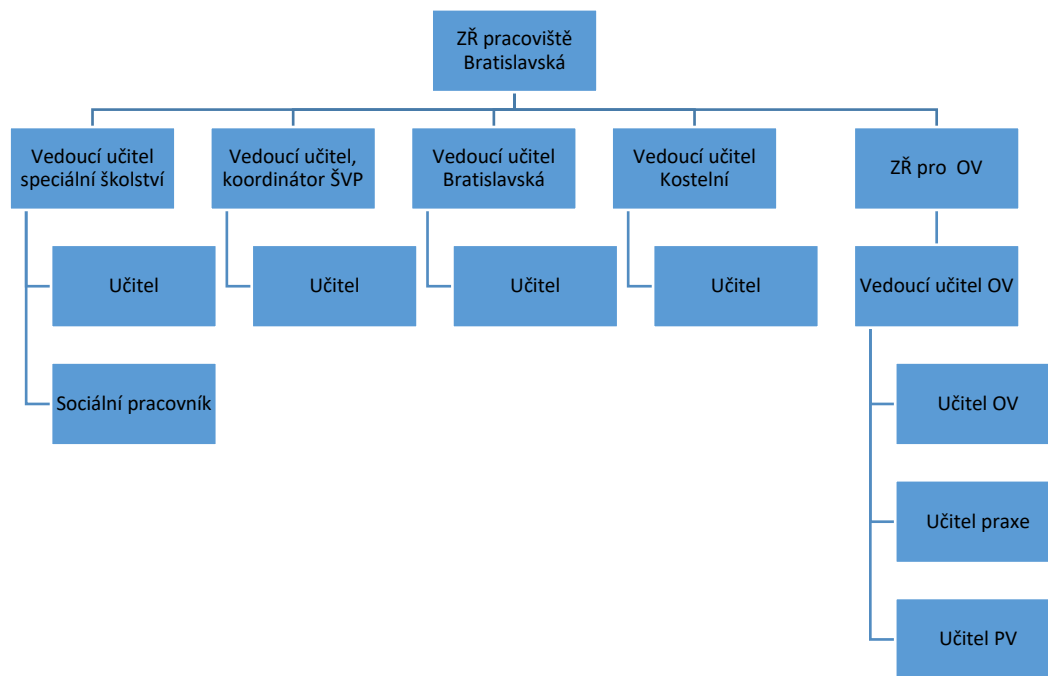 ZŘ pracoviště
Bratislavská
Vedoucí učitel
speciální školství
Vedoucí učitel,
koordinátor ŠVP
Vedoucí učitel
Bratislavská
Vedoucí učitel
Kostelní
ZŘ pro OV
Učitel
Učitel
Učitel
Učitel
Vedoucí učitel OV
Sociální pracovník
Učitel OV
Učitel praxe
Učitel PV